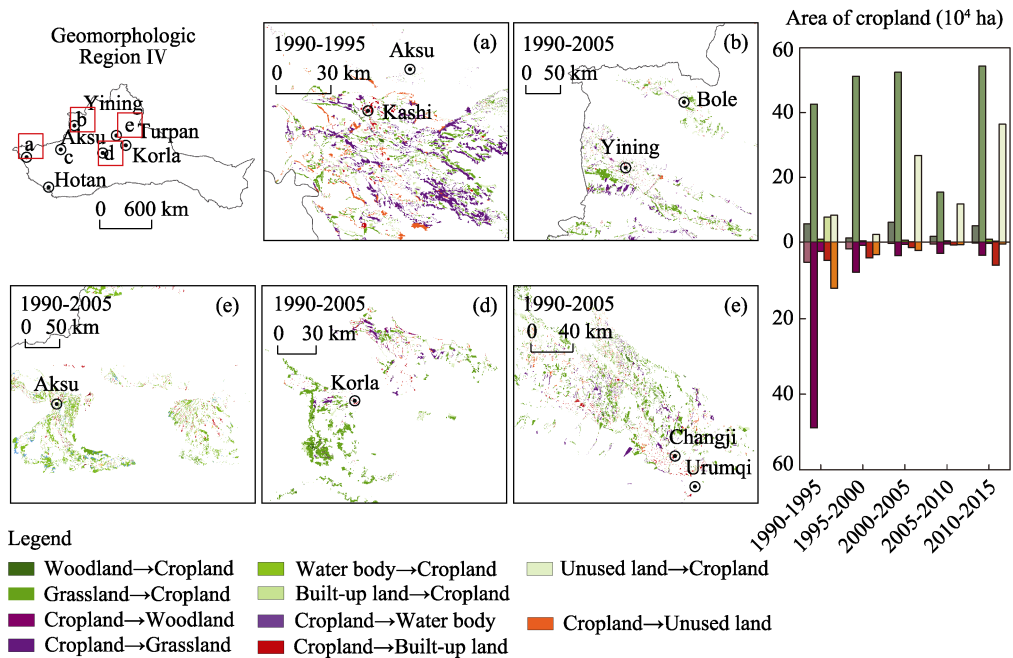 Geomorphologic
Region IV
Yining
b
e
Turpan
a
Aksu
c
d
Korla
Hotan
0 600 km
1990-1995
(a)
Aksu
0 30 km
Kashi
1990-2005
(b)
0 50 km
Bole
Yining
1990-2005
(e)
0 50 km
Aksu
1990-2005
(d)
0 30 km
Korla
1990-2005
(e)
0 40 km
Changji
Urumqi
Area of cropland (10⁴ ha)
60
40
20
0
20
40
60
1990-1995
1995-2000
2000-2005
2005-2010
2010-2015
Legend
Woodland→Cropland
Grassland→Cropland
Cropland→Woodland
Cropland→Grassland
Water body→Cropland
Built-up land→Cropland
Cropland→Water body
Cropland→Built-up land
Unused land→Cropland
Cropland→Unused land